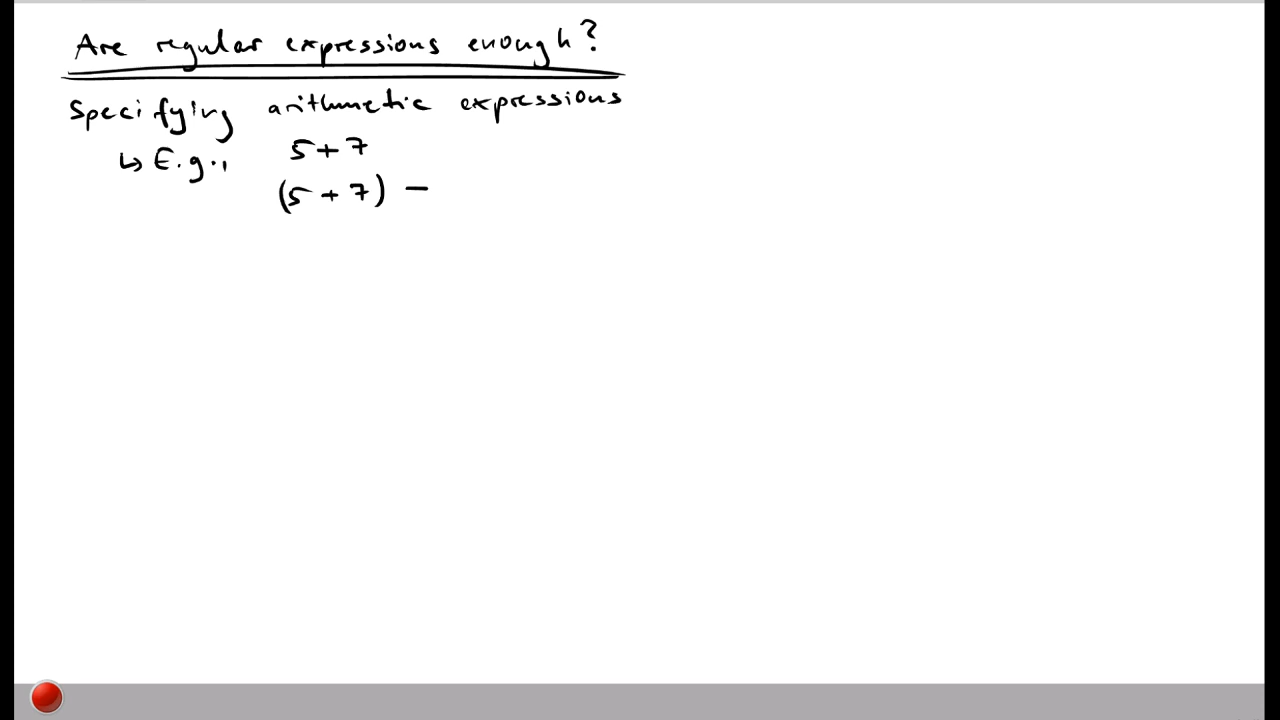 Are regular expressions enough?
Specifying arithmetic expressions
↳ E.g., 5+7
(5 + 7) -